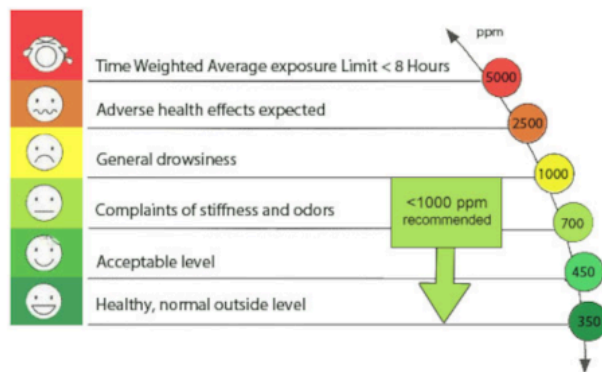 ppm
Time Weighted Average exposure Limit < 8 Hours
5000
Adverse health effects expected
2500
General drowsiness
1000
<1000 ppm
recommended
Complaints of stiffness and odors
700
Acceptable level
450
Healthy, normal outside level
350